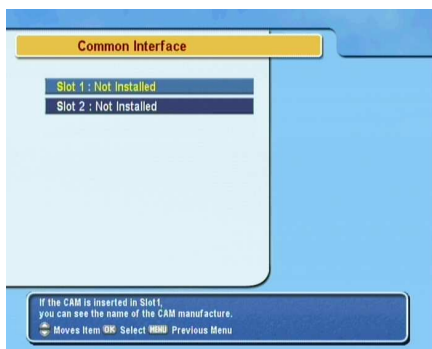 Common Interface
Slot 1 : Not Installed
Slot 2 : Not Installed
If the CAM is inserted in Slot1,
you can see the name of the CAM manufacture.
Moves Item OK Select MENU Previous Menu